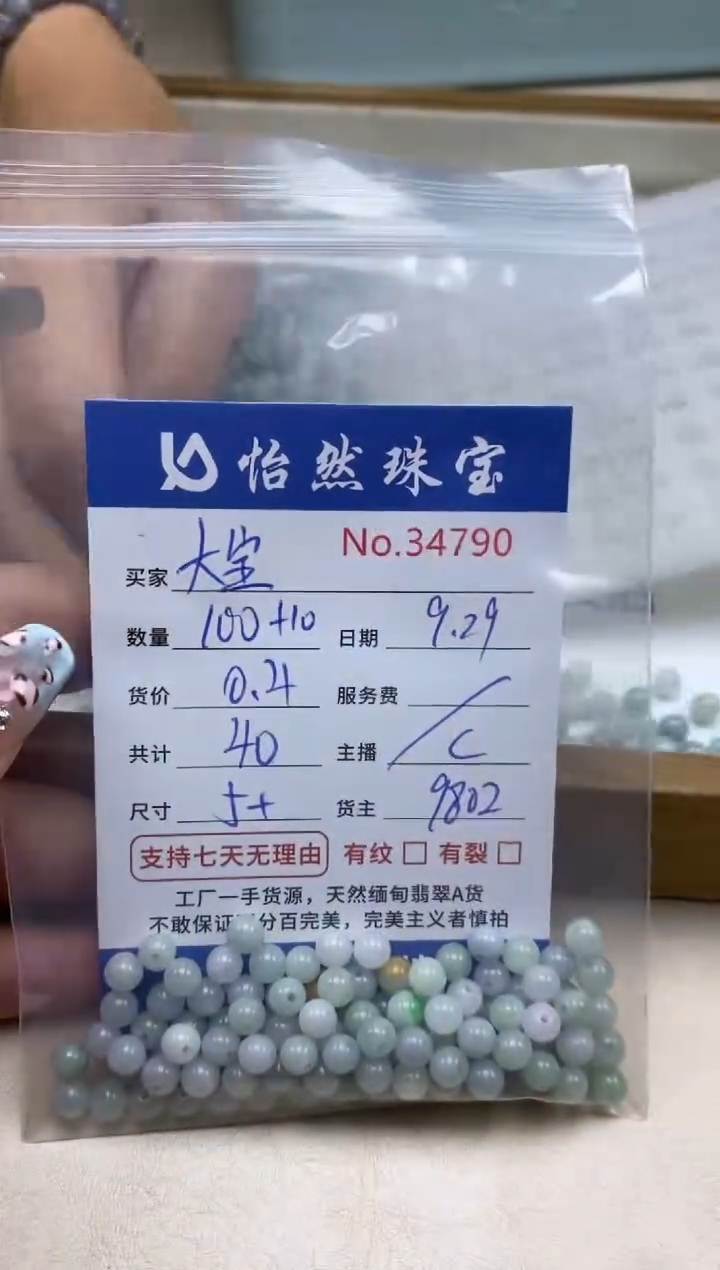 怡然珠宝
No.34790
买家 大宝
数量 100+10 日期 9.29
货价 0.4 服务费 /
共计 40 主播 C
尺寸 5+ 货主 9802
支持七天无理由 有纹 □ 有裂 □
工厂一手货源，天然缅甸翡翠A货
不敢保证 分百完美，完美主义者慎拍